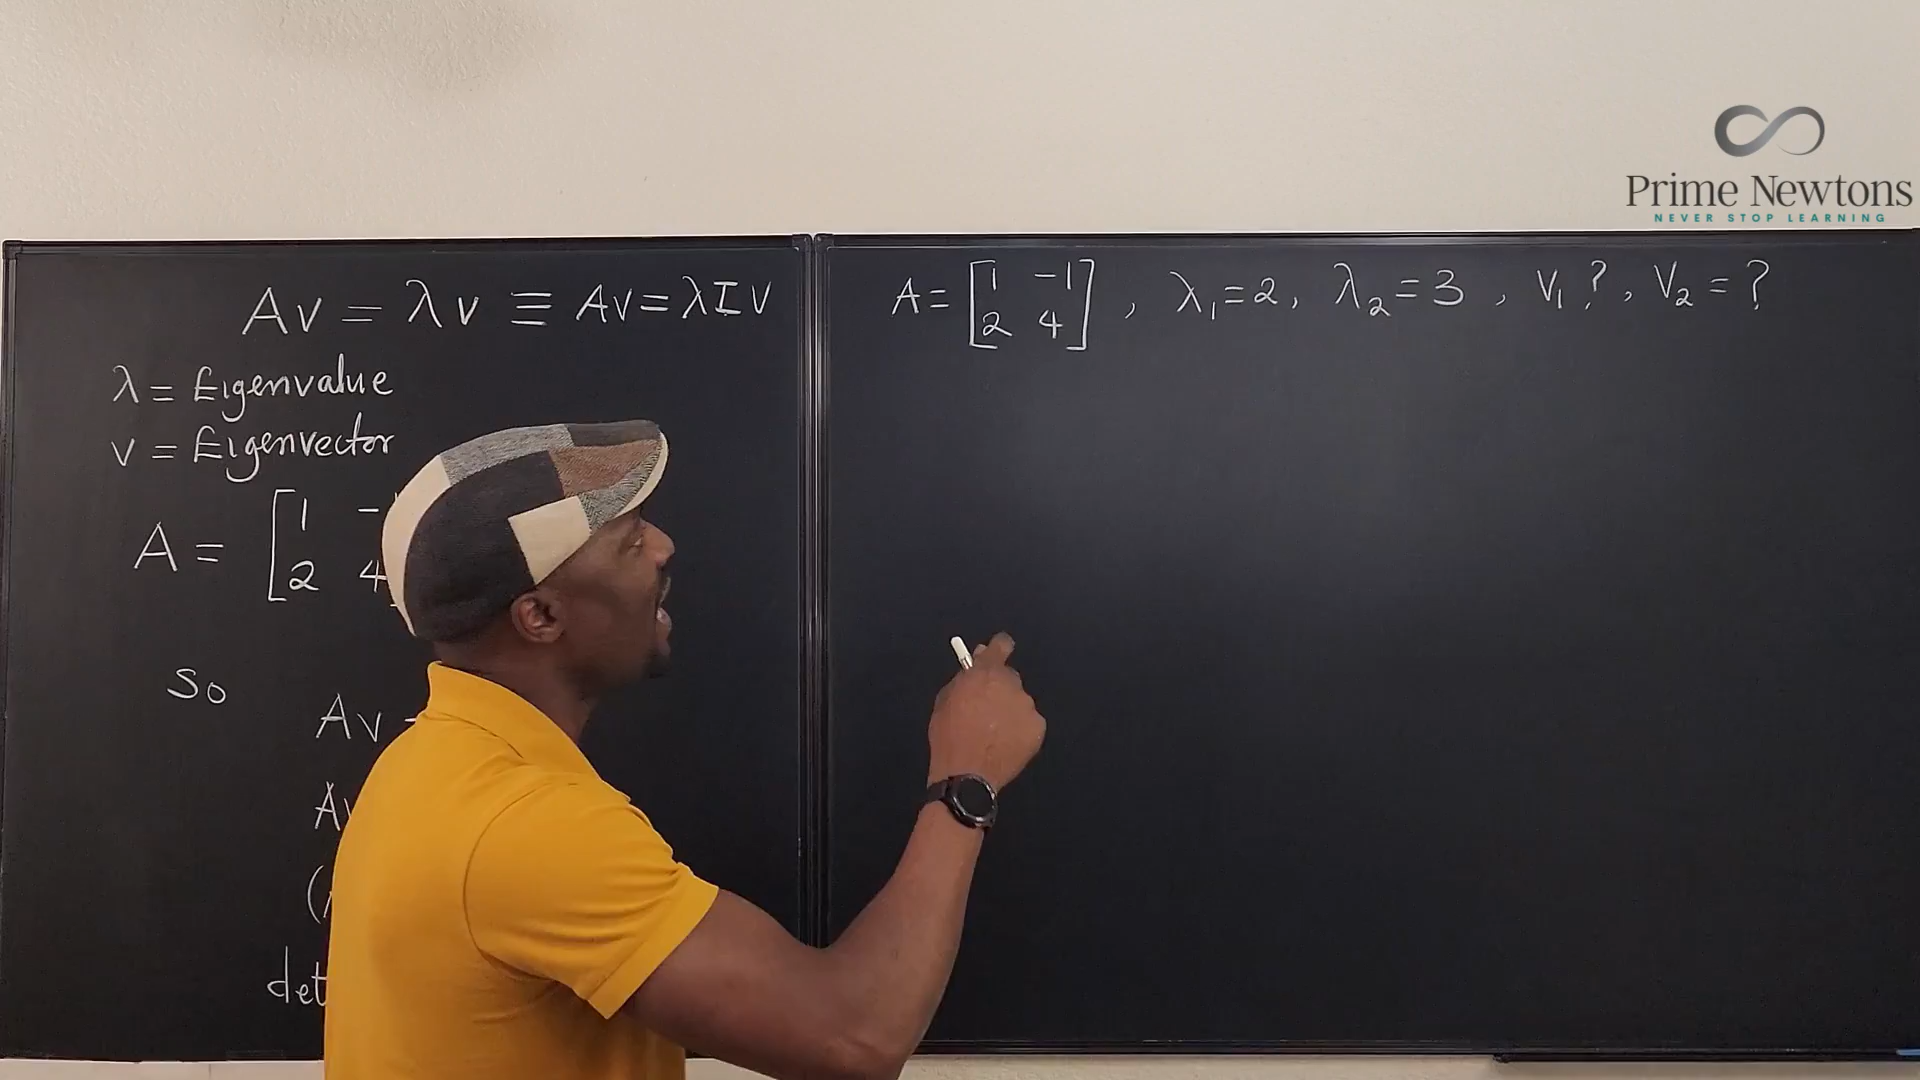 Prime Newtons
NEVER STOP LEARNING
Av = λv ≡ Av = λIv
λ = Eigenvalue
v = Eigenvector
A = [1 -
2 4
So
Av -
Av
(
det
A = [1 -1
2 4], λ₁=2, λ₂=3, V₁ ?, V₂ = ?